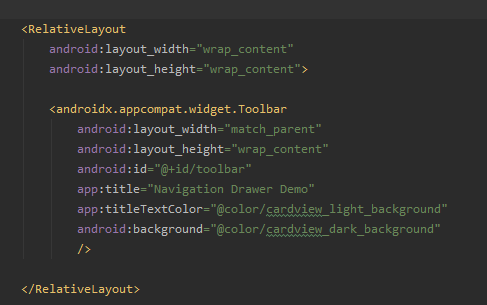 <RelativeLayout
android:layout_width="wrap_content"
android:layout_height="wrap_content">
<androidx.appcompat.widget.Toolbar
android:layout_width="match_parent"
android:layout_height="wrap_content"
android:id="@+id/toolbar"
app:title="Navigation Drawer Demo"
app:titleTextColor="@color/cardview_light_background"
android:background="@color/cardview_dark_background"
/>
</RelativeLayout>